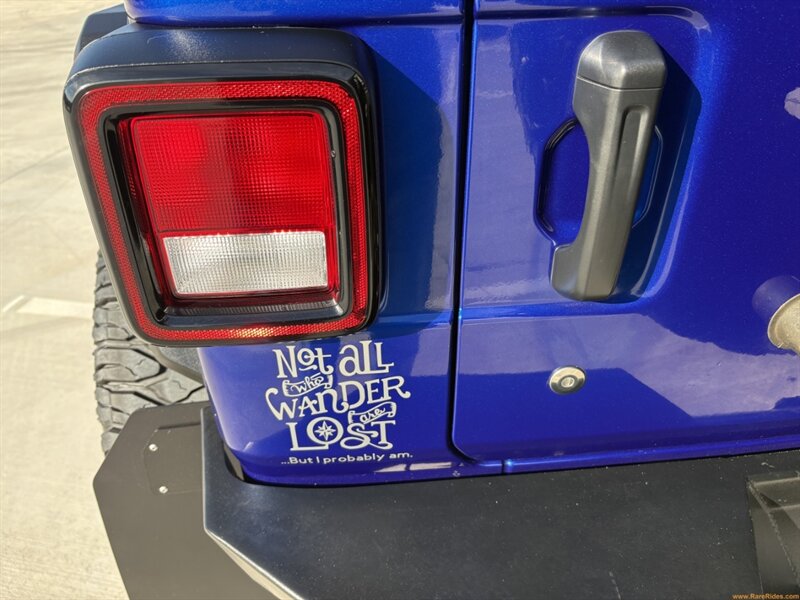 Not all
who
WANDER
are
LOST
...But I probably am.
www.RareRides.com